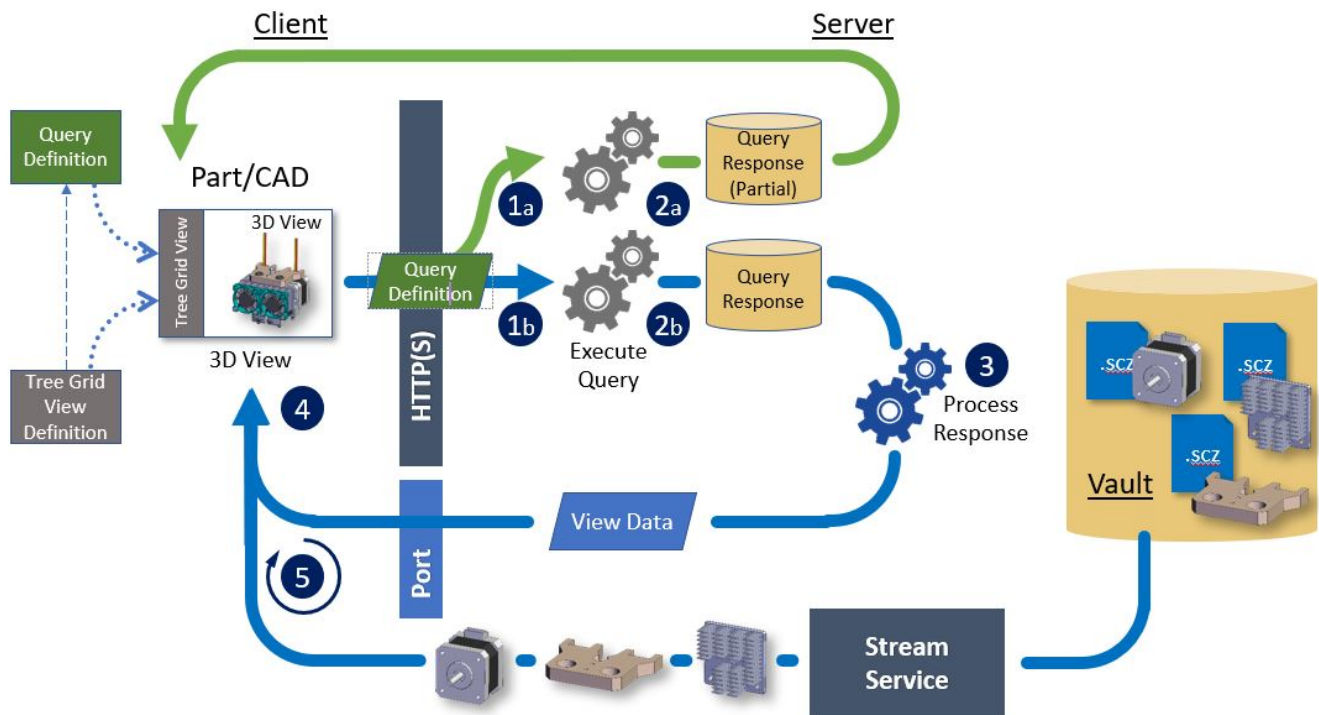 Client
Server
Query
Definition
Part/CAD
Tree Grid View
3D View
3D View
Tree Grid
View
Definition
HTTP(S)
Query
Definition
1a
1b
2a
2b
Execute
Query
Query
Response
(Partial)
Query
Response
3
Process
Response
4
View Data
Port
5
.scz
.scz
.scz
Vault
Stream
Service